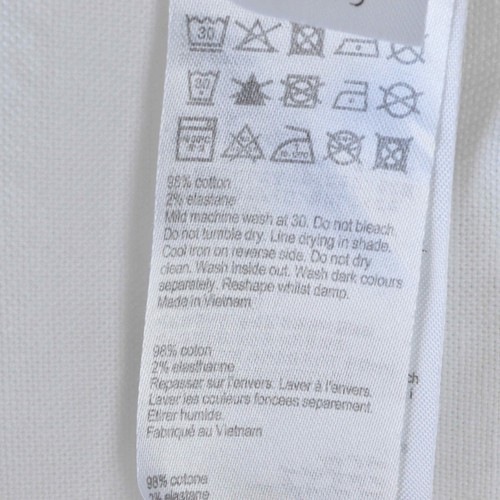 30
30
98% cotton
2% elastane
Mild machine wash at 30. Do not bleach.
Do not tumble dry. Line drying in shade.
Cool iron on reverse side. Do not dry
clean. Wash inside out. Wash dark colours
separately. Reshape whilst damp.
Made in Vietnam
98% coton
2% elasthanne
Repasser sur l'envers. Laver à l'envers.
Laver les couleurs foncées separement.
Etirer humide.
Fabriqué au Vietnam
98% cotone
2% elastane